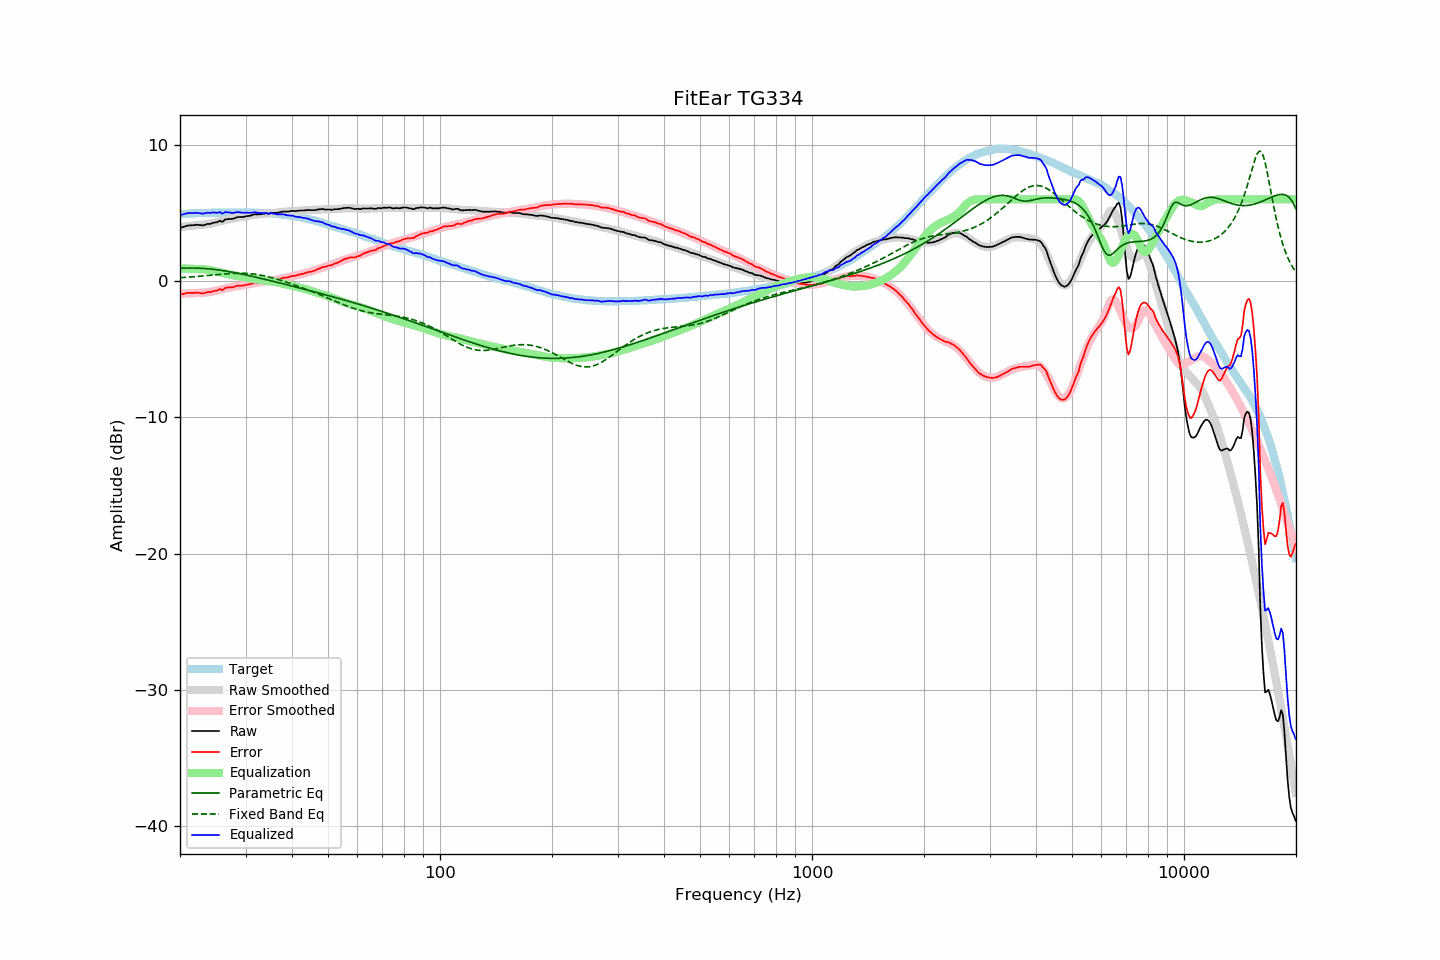 FitEar TG334
10
0
−10
−20
−30
−40
Amplitude (dBr)
Target
Raw Smoothed
Error Smoothed
Raw
Error
Equalization
Parametric Eq
Fixed Band Eq
Equalized
100
1000
10000
Frequency (Hz)